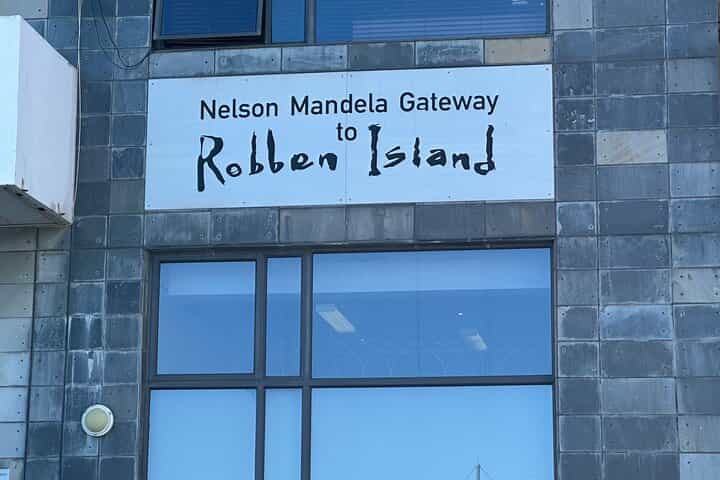 Nelson Mandela Gateway
to
Robben Island